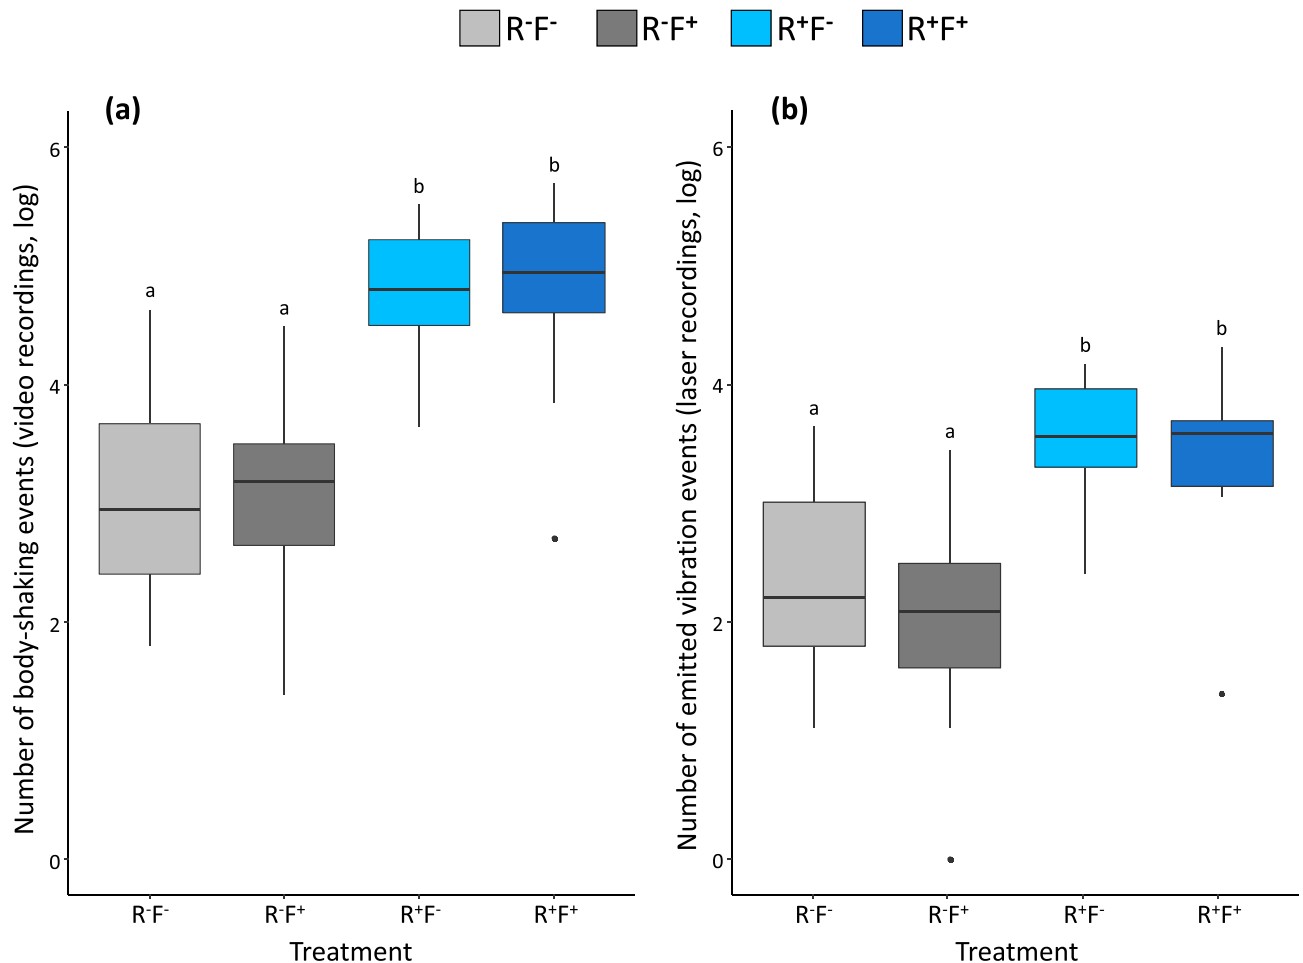 R⁻F⁻ R⁻F⁺ R⁺F⁻ R⁺F⁺
(a)
Number of body-shaking events (video recordings, log)
6
4
2
0
a
a
b
b
R⁻F⁻ R⁻F⁺ R⁺F⁻ R⁺F⁺
Treatment
(b)
Number of emitted vibration events (laser recordings, log)
6
4
2
0
a
a
b
b
R⁻F⁻ R⁻F⁺ R⁺F⁻ R⁺F⁺
Treatment